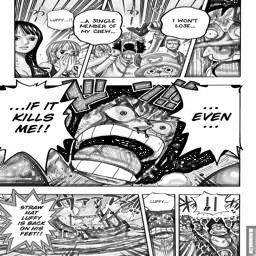 I WON'T
LOSE...
...A SINGLE
MEMBER OF
MY CREW...
LUFFY...!
...
EVEN
...
...IF IT
KILLS
ME!!
!!
LUFFY...
STRAW
HAT
LUFFY
IS BACK
ON HIS
FEET!!